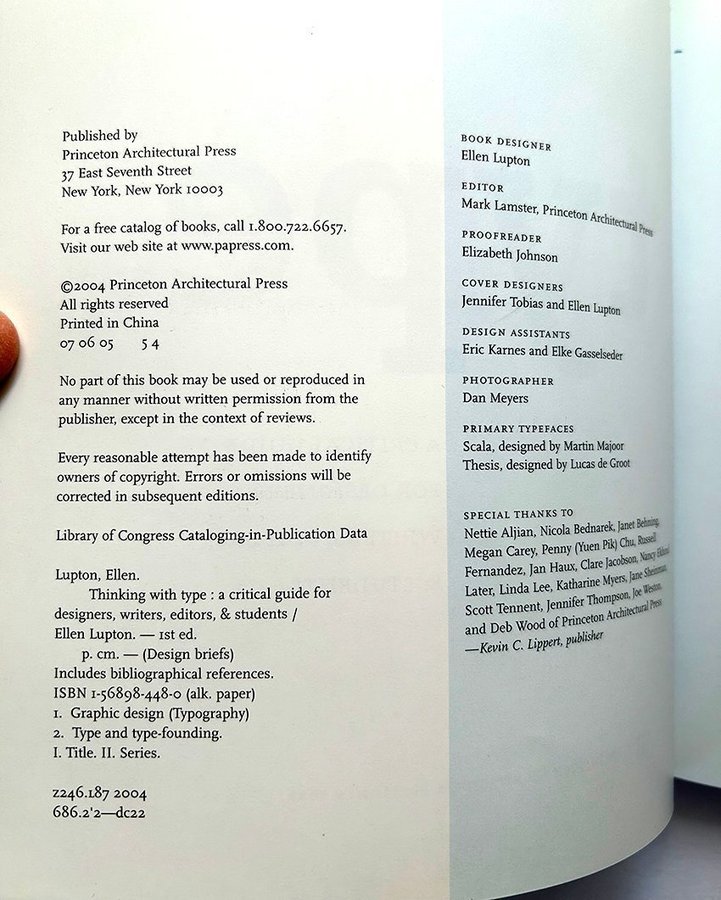 Published by
Princeton Architectural Press
37 East Seventh Street
New York, New York 10003
For a free catalog of books, call 1.800.722.6657.
Visit our web site at www.papress.com.
©2004 Princeton Architectural Press
All rights reserved
Printed in China
07 06 05 5 4
No part of this book may be used or reproduced in
any manner without written permission from the
publisher, except in the context of reviews.
Every reasonable attempt has been made to identify
owners of copyright. Errors or omissions will be
corrected in subsequent editions.
Library of Congress Cataloging-in-Publication Data
Lupton, Ellen.
Thinking with type : a critical guide for
designers, writers, editors, & students /
Ellen Lupton. — 1st ed.
p. cm. — (Design briefs)
Includes bibliographical references.
ISBN 1-56898-448-0 (alk. paper)
1. Graphic design (Typography)
2. Type and type-founding.
I. Title. II. Series.
Z246.L87 2004
686.2'2—dc22
BOOK DESIGNER
Ellen Lupton
EDITOR
Mark Lamster, Princeton Architectural Press
PROOFREADER
Elizabeth Johnson
COVER DESIGNERS
Jennifer Tobias and Ellen Lupton
DESIGN ASSISTANTS
Eric Karnes and Elke Gasselseder
PHOTOGRAPHER
Dan Meyers
PRIMARY TYPEFACES
Scala, designed by Martin Majoor
Thesis, designed by Lucas de Groot
SPECIAL THANKS TO
Nettie Aljian, Nicola Bednarek, Janet Behning,
Megan Carey, Penny (Yuen Pik) Chu, Russell
Fernandez, Jan Haux, Clare Jacobson, Nancy Eklund
Later, Linda Lee, Katharine Myers, Jane Sheinman,
Scott Tennent, Jennifer Thompson, Joe Weston,
and Deb Wood of Princeton Architectural Press
—Kevin C. Lippert, publisher